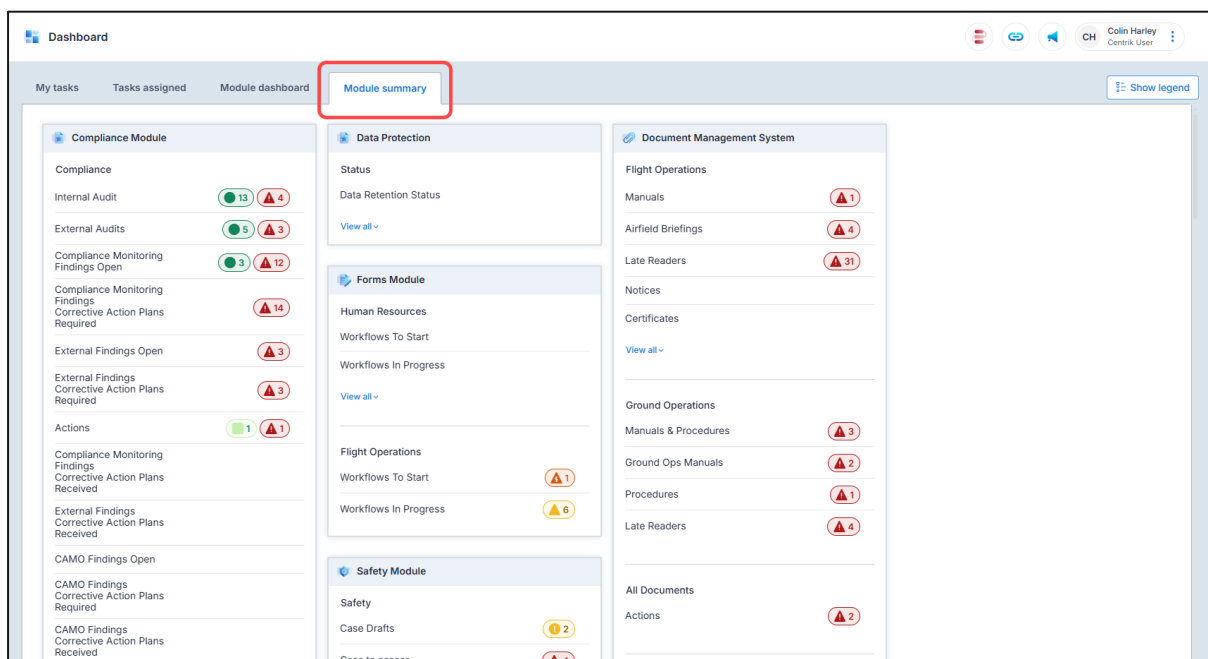 Dashboard
CH
Colin Harley
Centrik User
My tasks
Tasks assigned
Module dashboard
Module summary
Show legend
Compliance Module
Compliance
Internal Audit 13 4
External Audits 5 3
Compliance Monitoring
Findings Open 3 12
Compliance Monitoring
Findings
Corrective Action Plans
Required 14
External Findings Open 3
External Findings
Corrective Action Plans
Required 3
Actions 1 1
Compliance Monitoring
Findings
Corrective Action Plans
Received
External Findings
Corrective Action Plans
Received
CAMO Findings Open
CAMO Findings
Corrective Action Plans
Required
CAMO Findings
Corrective Action Plans
Received
Data Protection
Status
Data Retention Status
View all
Forms Module
Human Resources
Workflows To Start
Workflows In Progress
View all
Flight Operations
Workflows To Start 1
Workflows In Progress 6
Safety Module
Safety
Case Drafts 2
Document Management System
Flight Operations
Manuals 1
Airfield Briefings 4
Late Readers 31
Notices
Certificates
View all
Ground Operations
Manuals & Procedures 3
Ground Ops Manuals 2
Procedures 1
Late Readers 4
All Documents
Actions 2